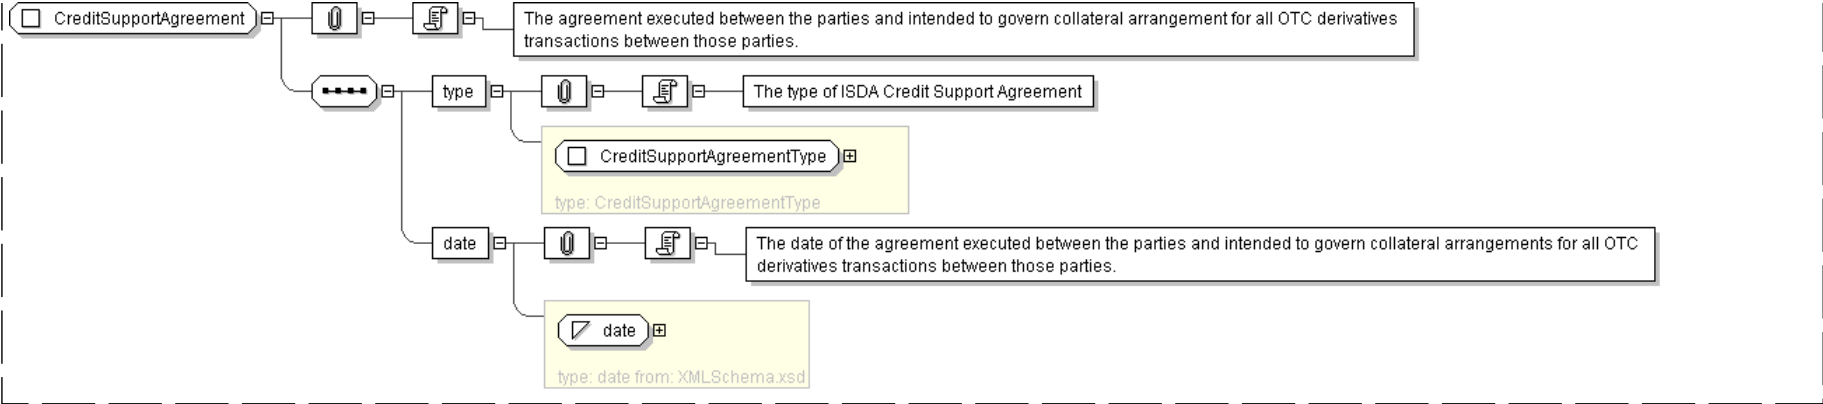 CreditSupportAgreement
The agreement executed between the parties and intended to govern collateral arrangement for all OTC derivatives
transactions between those parties.
type
The type of ISDA Credit Support Agreement
CreditSupportAgreementType
type: CreditSupportAgreementType
date
The date of the agreement executed between the parties and intended to govern collateral arrangements for all OTC
derivatives transactions between those parties.
date
type: date from: XMLSchema.xsd